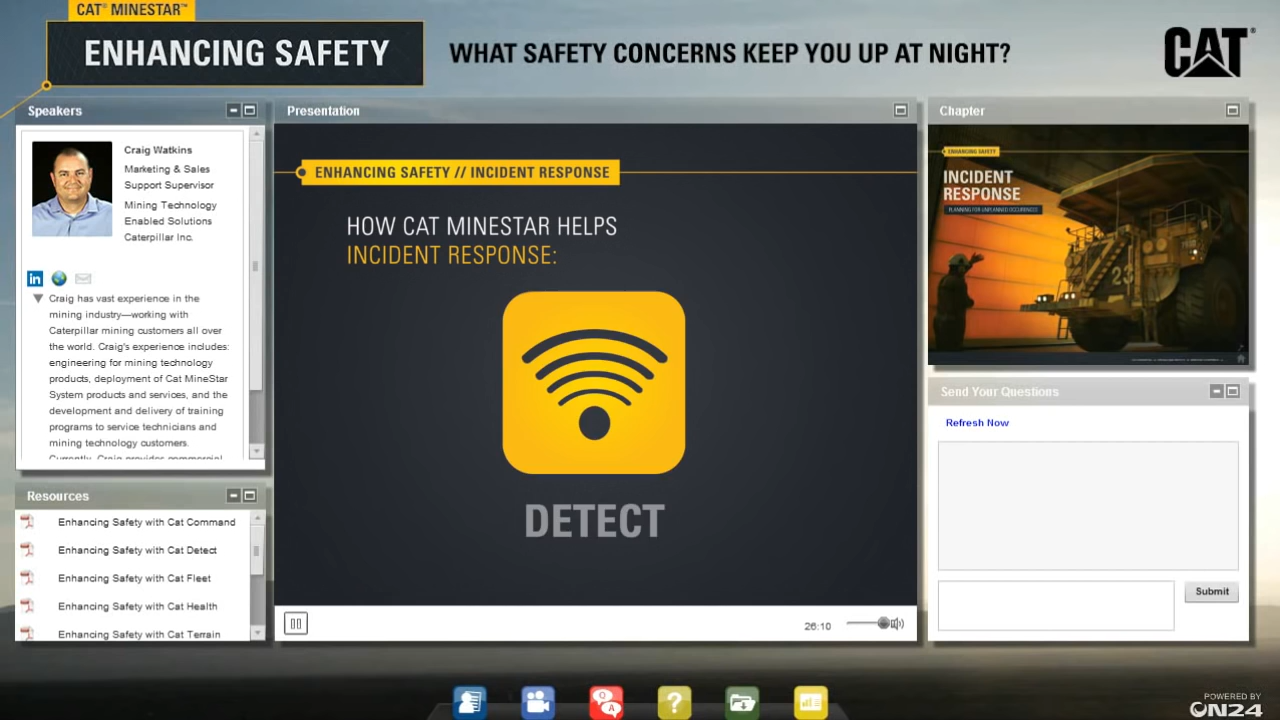 CAT® MINESTAR™
ENHANCING SAFETY
WHAT SAFETY CONCERNS KEEP YOU UP AT NIGHT?
CAT®
Speakers
Craig Watkins
Marketing & Sales
Support Supervisor
Mining Technology
Enabled Solutions
Caterpillar Inc.
in
Craig has vast experience in the
mining industry—working with
Caterpillar mining customers all over
the world. Craig's experience includes:
engineering for mining technology
products, deployment of Cat MineStar
System products and services, and the
development and delivery of training
programs to service technicians and
mining technology customers.
Currently, Craig provides commercial
Resources
Enhancing Safety with Cat Command
Enhancing Safety with Cat Detect
Enhancing Safety with Cat Fleet
Enhancing Safety with Cat Health
Enhancing Safety with Cat Terrain
Presentation
ENHANCING SAFETY // INCIDENT RESPONSE
HOW CAT MINESTAR HELPS
INCIDENT RESPONSE:
DETECT
26:10
Chapter
ENHANCING SAFETY
INCIDENT
RESPONSE
PLANNING FOR UNPLANNED OCCURRENCES
23
Send Your Questions
Refresh Now
Submit
Q
A
?
POWERED BY
ON24